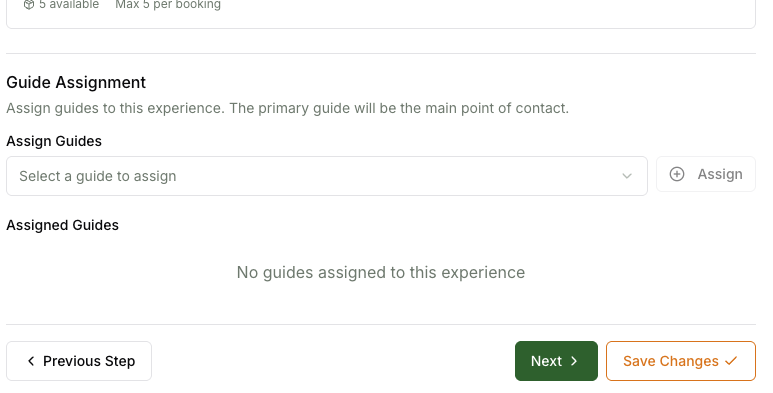 5 available Max 5 per booking
Guide Assignment
Assign guides to this experience. The primary guide will be the main point of contact.
Assign Guides
Select a guide to assign
Assign
Assigned Guides
No guides assigned to this experience
Previous Step
Next
Save Changes